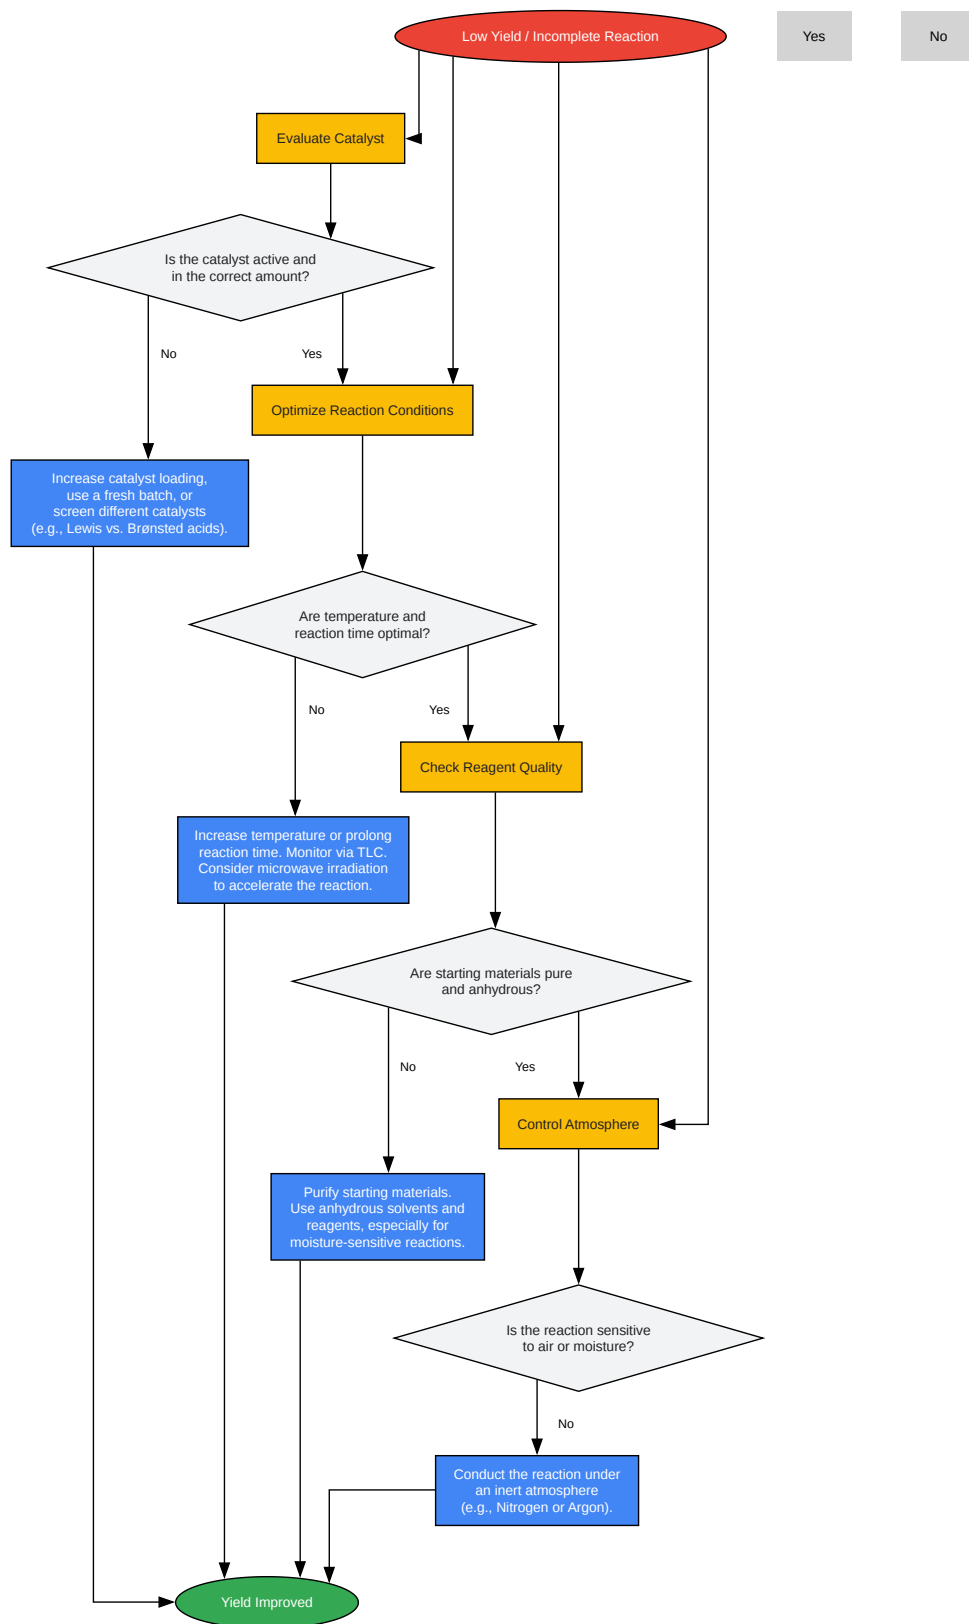 Low Yield / Incomplete Reaction
Yes
No
Evaluate Catalyst
Is the catalyst active and
in the correct amount?
No
Yes
Optimize Reaction Conditions
Increase catalyst loading,
use a fresh batch, or
screen different catalysts
(e.g., Lewis vs. Brønsted acids).
Are temperature and
reaction time optimal?
No
Yes
Check Reagent Quality
Increase temperature or prolong
reaction time. Monitor via TLC.
Consider microwave irradiation
to accelerate the reaction.
Are starting materials pure
and anhydrous?
No
Yes
Control Atmosphere
Purify starting materials.
Use anhydrous solvents and
reagents, especially for
moisture-sensitive reactions.
Is the reaction sensitive
to air or moisture?
No
Conduct the reaction under
an inert atmosphere
(e.g., Nitrogen or Argon).
Yield Improved